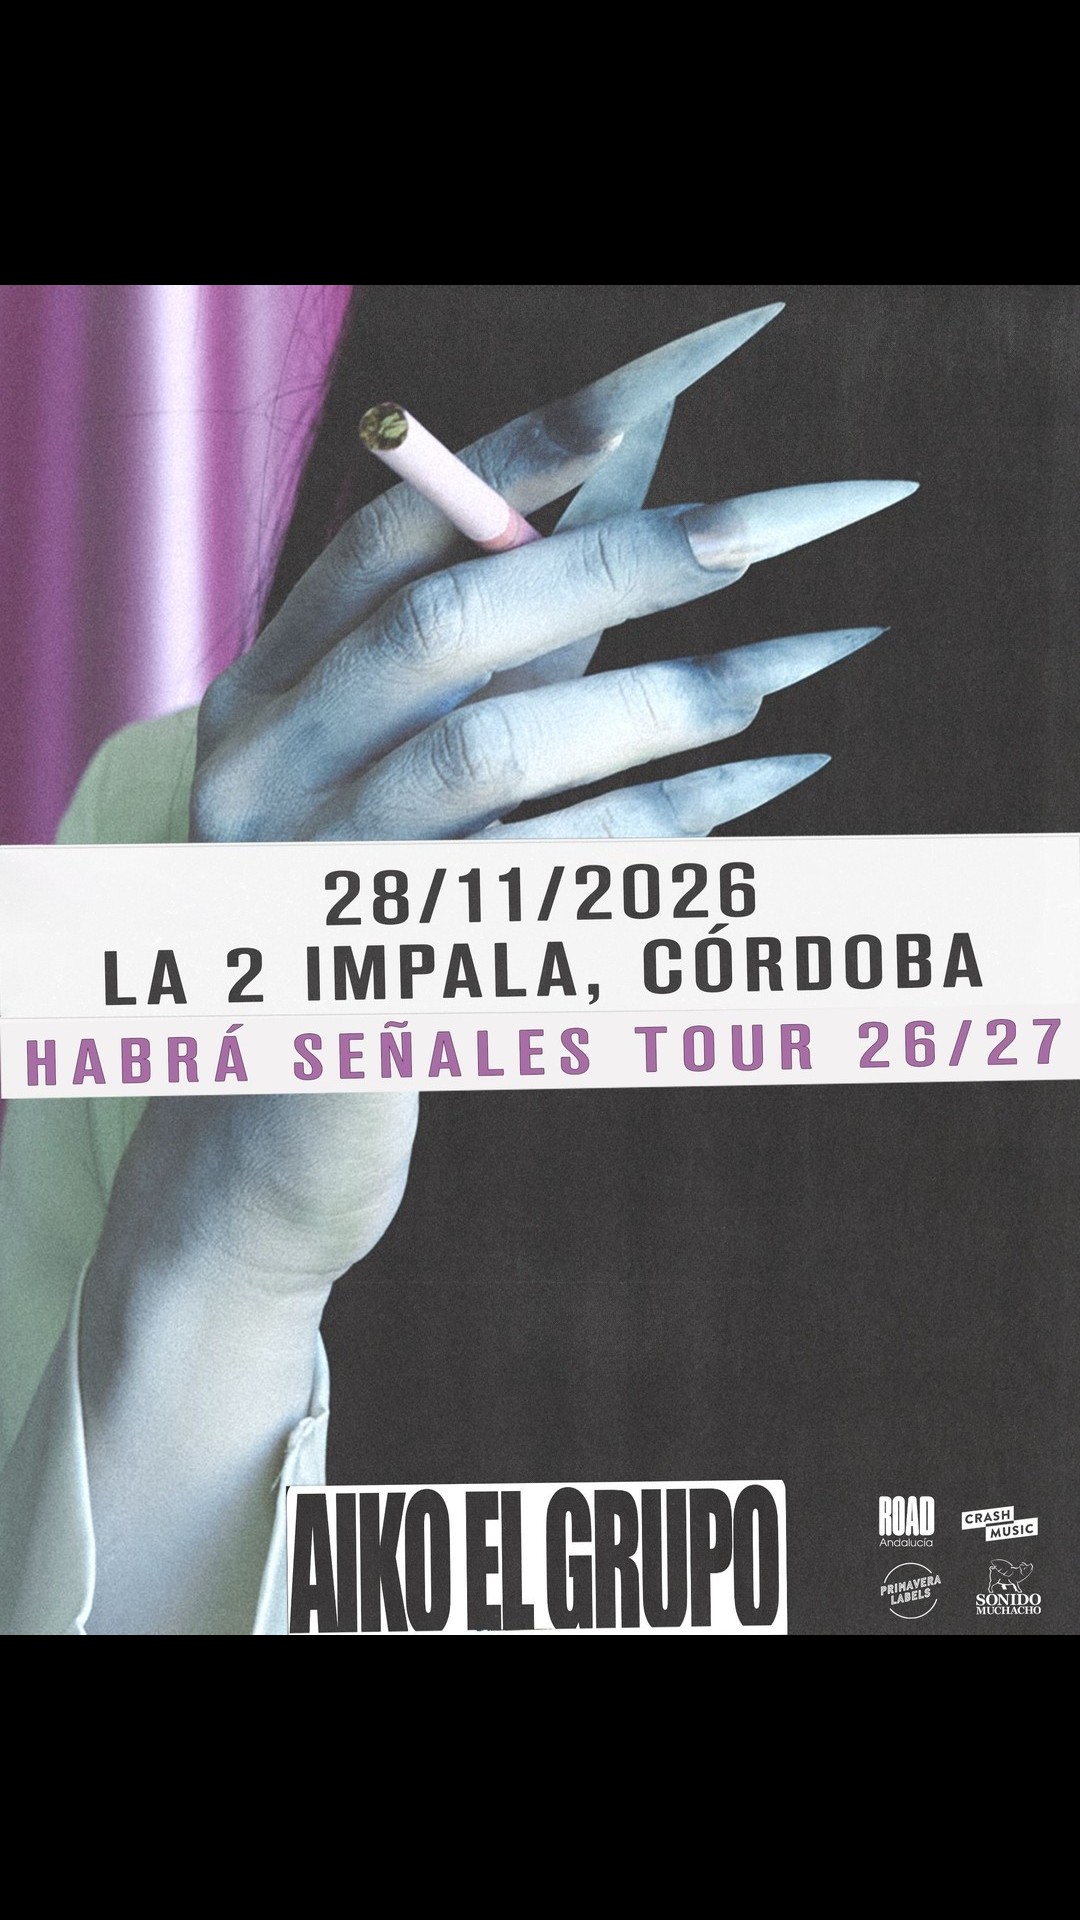 28/11/2026
LA 2 IMPALA, CÓRDOBA
HABRÁ SEÑALES TOUR 26/27
AIKO EL GRUPO
ROAD
Andalucía
CRASH
MUSIC
PRIMAVERA
LABELS
SONIDO
MUCHACHO